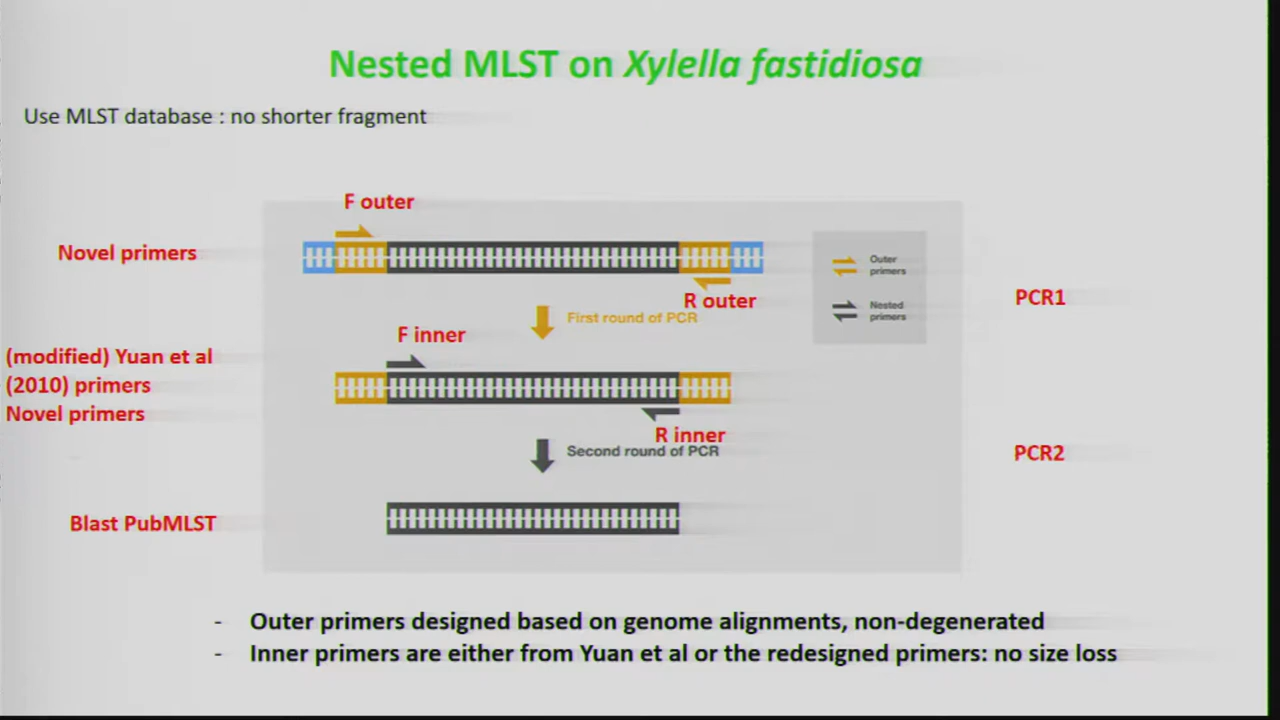 Nested MLST on Xylella fastidiosa
Use MLST database : no shorter fragment
F outer
Novel primers
Outer
primers
R outer
PCR1
Nested
primers
First round of PCR
F inner
(modified) Yuan et al
(2010) primers
Novel primers
R inner
Second round of PCR
PCR2
Blast PubMLST
- Outer primers designed based on genome alignments, non-degenerated
- Inner primers are either from Yuan et al or the redesigned primers: no size loss